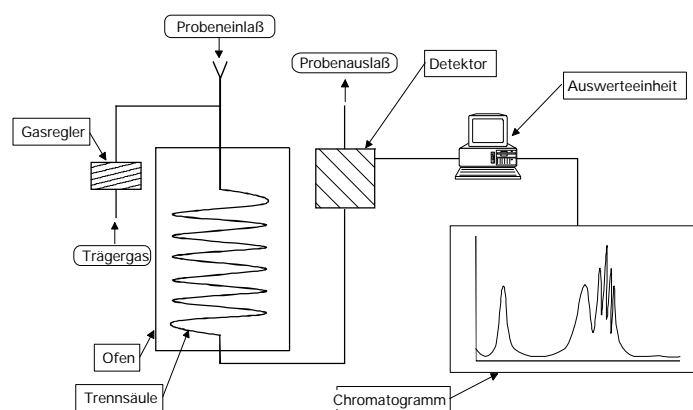 Probeneinlaß
Probenauslaß
Detektor
Auswerteeinheit
Gasregler
Trägergas
Ofen
Trennsäule
Chromatogramm